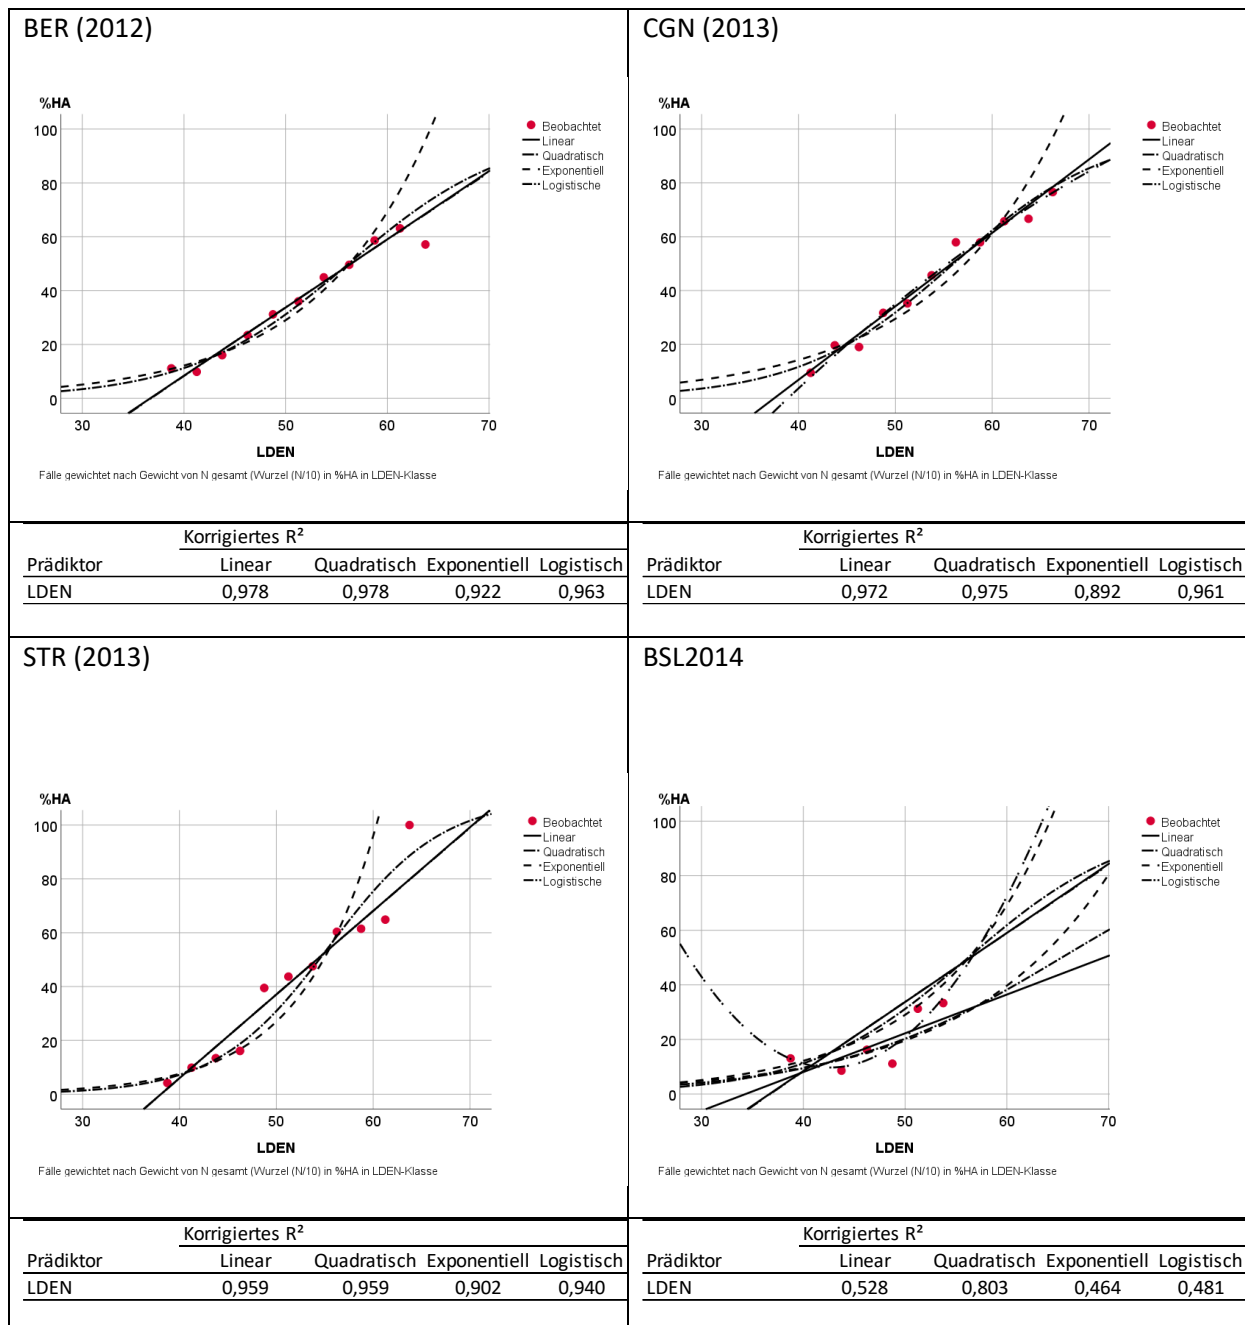 BER (2012)
%HA
100
80
60
40
20
0
30 40 50 60 70
LDEN
Beobachtet
Linear
Quadratisch
Exponentiell
Logistische
Fälle gewichtet nach Gewicht von N gesamt (Wurzel (N/10) in %HA in LDEN-Klasse
Korrigiertes R²
Prädiktor Linear Quadratisch Exponentiell Logistisch
LDEN 0,978 0,978 0,922 0,963
CGN (2013)
%HA
100
80
60
40
20
0
30 40 50 60 70
LDEN
Beobachtet
Linear
Quadratisch
Exponentiell
Logistische
Fälle gewichtet nach Gewicht von N gesamt (Wurzel (N/10) in %HA in LDEN-Klasse
Korrigiertes R²
Prädiktor Linear Quadratisch Exponentiell Logistisch
LDEN 0,972 0,975 0,892 0,961
STR (2013)
%HA
100
80
60
40
20
0
30 40 50 60 70
LDEN
Beobachtet
Linear
Quadratisch
Exponentiell
Logistische
Fälle gewichtet nach Gewicht von N gesamt (Wurzel (N/10) in %HA in LDEN-Klasse
Korrigiertes R²
Prädiktor Linear Quadratisch Exponentiell Logistisch
LDEN 0,959 0,959 0,902 0,940
BSL2014
%HA
100
80
60
40
20
0
30 40 50 60 70
LDEN
Beobachtet
Linear
Quadratisch
Exponentiell
Logistische
Fälle gewichtet nach Gewicht von N gesamt (Wurzel (N/10) in %HA in LDEN-Klasse
Korrigiertes R²
Prädiktor Linear Quadratisch Exponentiell Logistisch
LDEN 0,528 0,803 0,464 0,481